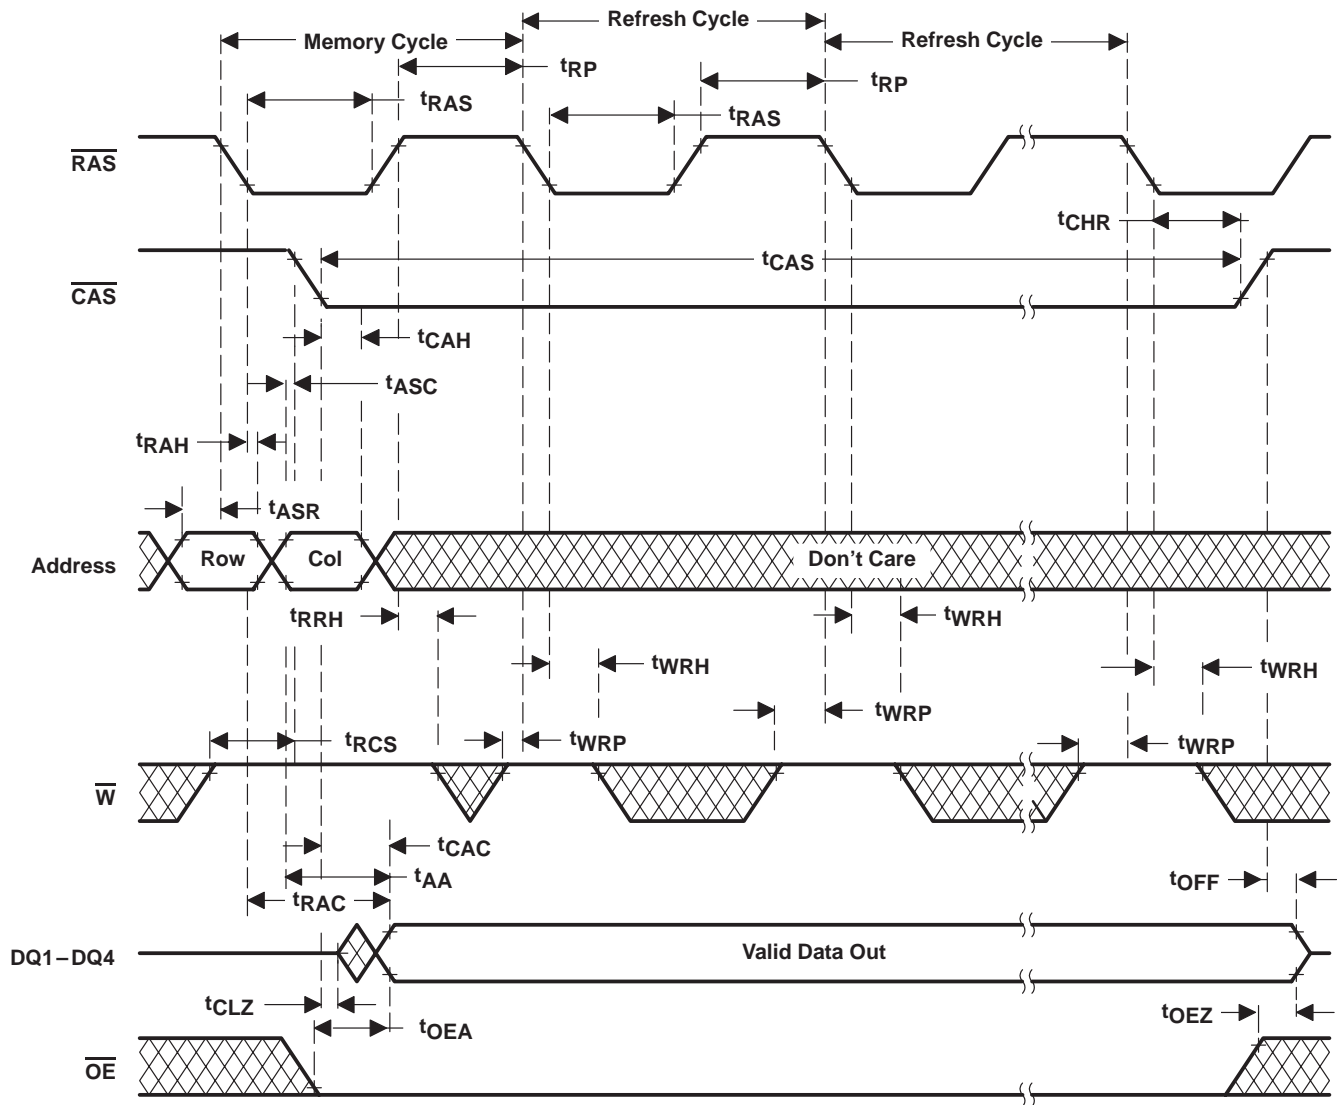 Refresh Cycle
Memory Cycle
Refresh Cycle
tRP
tRP
tRAS
tRAS
RAS
tCHR
tCAS
CAS
tCAH
tASC
tRAH
tASR
Address
Row
Col
Don't Care
tRRH
tWRH
tWRH
tWRH
tWRP
tRCS
tWRP
tWRP
W
tCAC
tAA
tOFF
tRAC
DQ1–DQ4
Valid Data Out
tCLZ
tOEA
tOEZ
OE